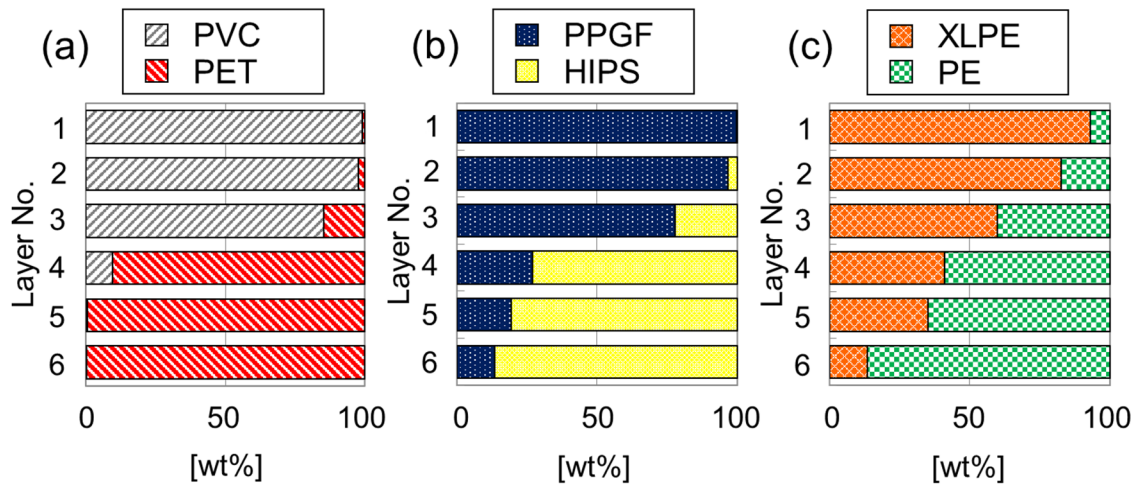 (a)
PVC
PET
Layer No.
1
2
3
4
5
6
0 50 100
[wt%]
(b)
PPGF
HIPS
Layer No.
1
2
3
4
5
6
0 50 100
[wt%]
(c)
XLPE
PE
Layer No.
1
2
3
4
5
6
0 50 100
[wt%]